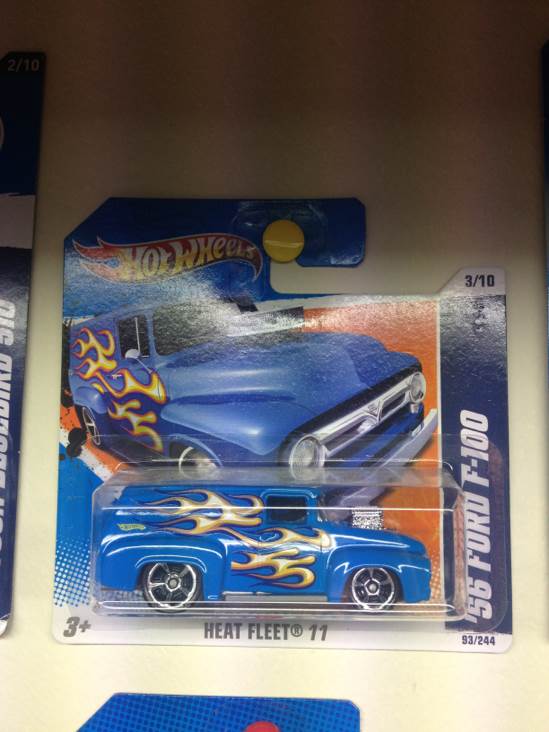 2/10
HOT WHEELS
3/10
'56 FORD F-100
3+
HEAT FLEET® 11
93/244